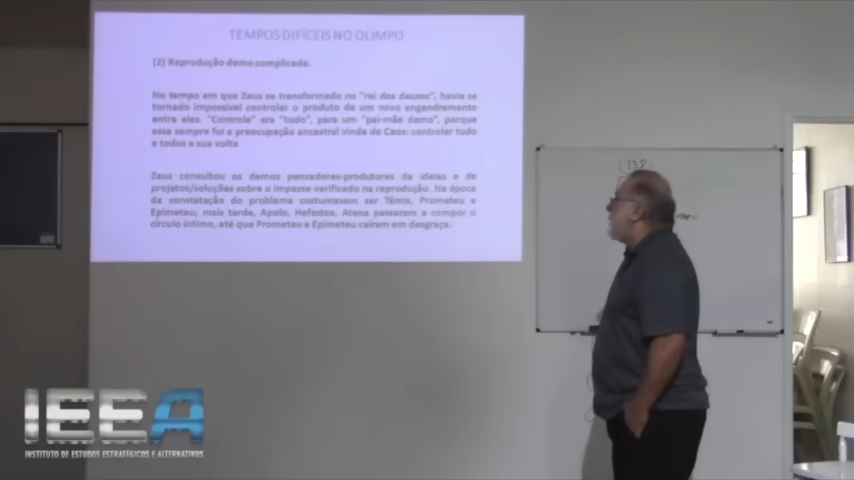 TEMPOS DIFÍCEIS NO OLIMPO
(2) Reprodução demo complicada.
No tempo em que Zeus se transformado no "rei dos deuses", havia se
tornado impossível controlar o produto de um novo engendramento
entre eles. "Controle" era "tudo", para um "pai-mãe demo", porque
essa sempre foi a preocupação ancestral vinda de Caos: controlar tudo
e todos a sua volta
Zeus consultou os demos pensadores-produtores de ideias e de
projetos/soluções sobre o impasse verificado na reprodução. Na época
da constatação do problema costumavam ser Têmis, Prometeu e
Epimeteu; mais tarde, Apolo, Hefestos, Atena passaram a compor o
círculo íntimo, até que Prometeu e Epimeteu caíram em desgraça.
IEEA
INSTITUTO DE ESTUDOS ESTRATÉGICOS E ALTERNATIVOS